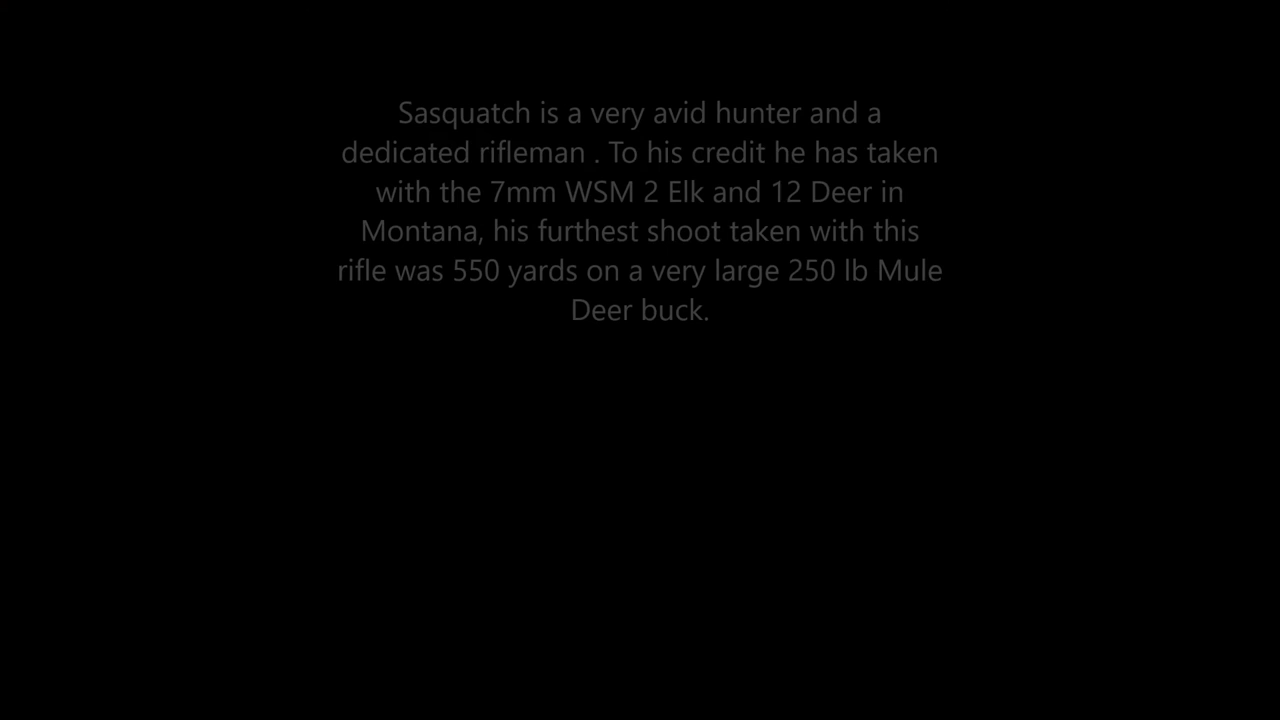 Sasquatch is a very avid hunter and a
dedicated rifleman . To his credit he has taken
with the 7mm WSM 2 Elk and 12 Deer in
Montana, his furthest shoot taken with this
rifle was 550 yards on a very large 250 lb Mule
Deer buck.